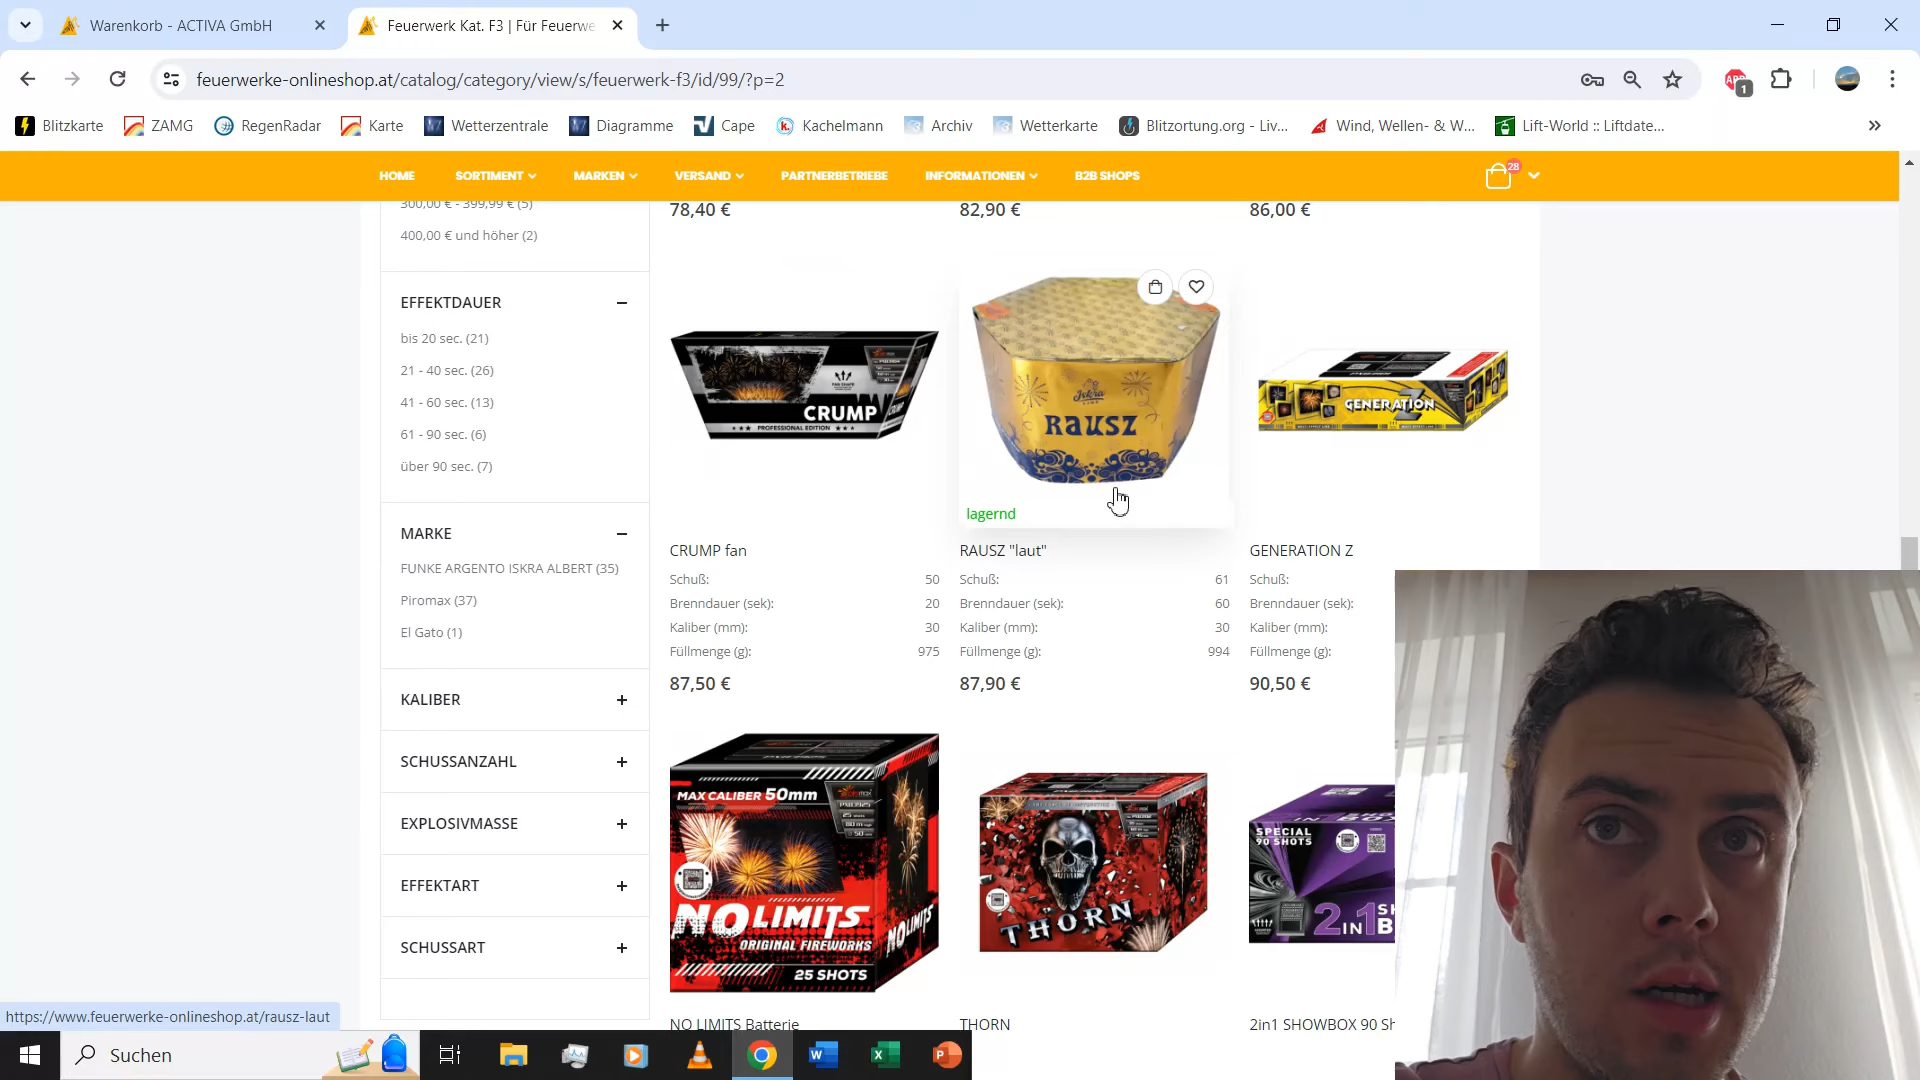 Warenkorb - ACTIVA GmbH
Feuerwerk Kat. F3 | Für Feuerwe
feuerwerke-onlineshop.at/catalog/category/view/s/feuerwerk-f3/id/99/?p=2
ABP
1
Blitzkarte
ZAMG
RegenRadar
Karte
Wetterzentrale
Diagramme
Cape
Kachelmann
Archiv
Wetterkarte
Blitzortung.org - Liv...
Wind, Wellen- & W...
Lift-World :: Liftdate...
HOME
SORTIMENT
MARKEN
VERSAND
PARTNERBETRIEBE
INFORMATIONEN
B2B SHOPS
28
300,00 € - 399,99 € (5)
400,00 € und höher (2)
EFFEKTDAUER
bis 20 sec. (21)
21 - 40 sec. (26)
41 - 60 sec. (13)
61 - 90 sec. (6)
über 90 sec. (7)
MARKE
FUNKE ARGENTO ISKRA ALBERT (35)
Piromax (37)
El Gato (1)
KALIBER
SCHUSSANZAHL
EXPLOSIVMASSE
EFFEKTART
SCHUSSART
78,40 €
82,90 €
86,00 €
CRUMP
PROFESSIONAL EDITION
Iskra
RAUSZ
GENERATION Z
lagernd
CRUMP fan
Schuß: 50
Brenndauer (sek): 20
Kaliber (mm): 30
Füllmenge (g): 975
87,50 €
RAUSZ "laut"
Schuß: 61
Brenndauer (sek): 60
Kaliber (mm): 30
Füllmenge (g): 994
87,90 €
GENERATION Z
Schuß:
Brenndauer (sek):
Kaliber (mm):
Füllmenge (g):
90,50 €
MAX CALIBER 50mm
NO LIMITS
ORIGINAL FIREWORKS
25 SHOTS
NO LIMITS
THORN
SPECIAL
90 SHOTS
2IN1
NO LIMITS Batterie
THORN
2in1 SHOWBOX 90 Sh
https://www.feuerwerke-onlineshop.at/rausz-laut
Suchen